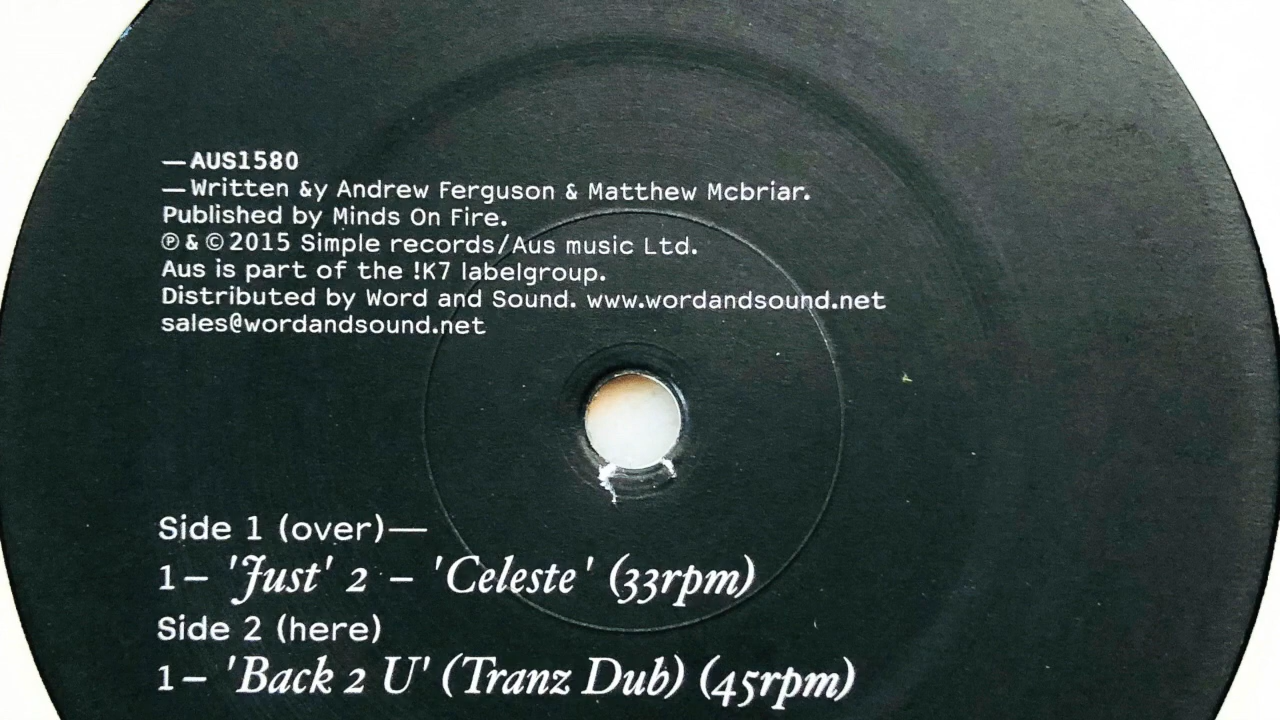 —AUS1580
—Written &y Andrew Ferguson & Matthew Mcbriar.
Published by Minds On Fire.
℗ & © 2015 Simple records/Aus music Ltd.
Aus is part of the !K7 labelgroup.
Distributed by Word and Sound. www.wordandsound.net
sales@wordandsound.net
Side 1 (over)—
1– 'Just' 2 – 'Celeste' (33rpm)
Side 2 (here)
1– 'Back 2 U' (Tranz Dub) (45rpm)